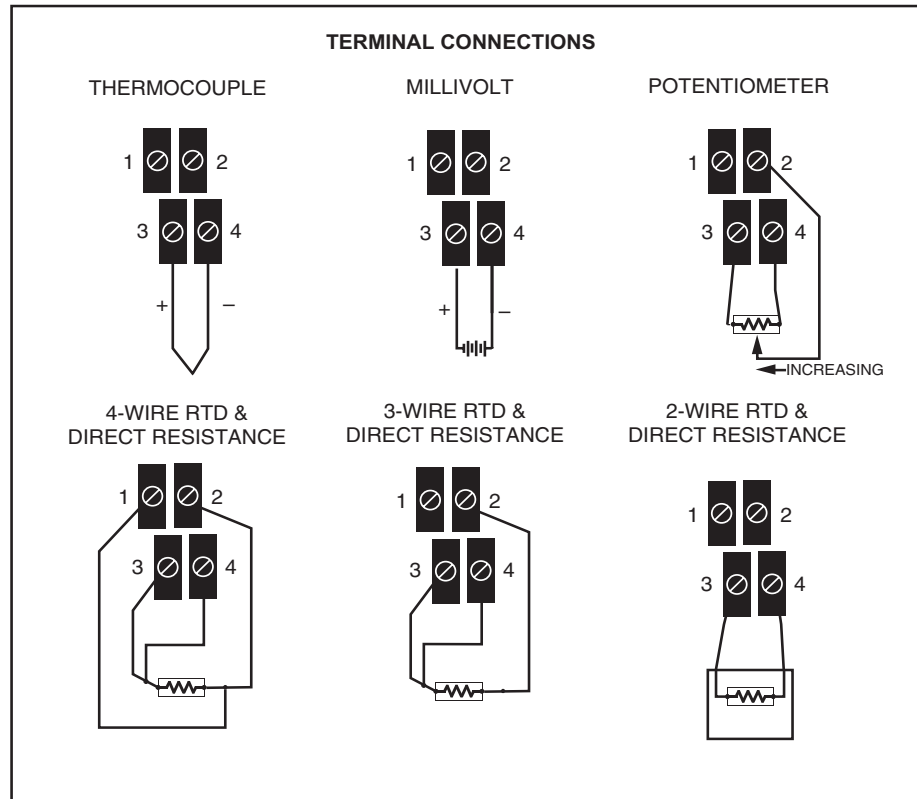 TERMINAL CONNECTIONS
THERMOCOUPLE
MILLIVOLT
POTENTIOMETER
1 2
3 4
+ –
1 2
3 4
+ –
1 2
3 4
INCREASING
4-WIRE RTD &
DIRECT RESISTANCE
3-WIRE RTD &
DIRECT RESISTANCE
2-WIRE RTD &
DIRECT RESISTANCE
1 2
3 4
1 2
3 4
1 2
3 4